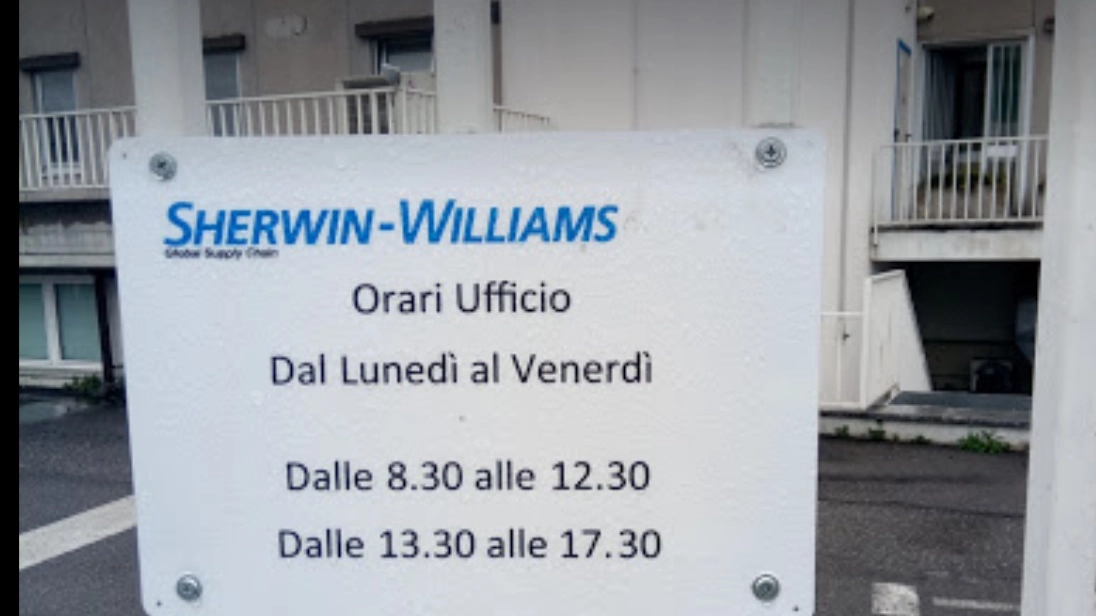 SHERWIN-WILLIAMS
Global Supply Chain
Orari Ufficio
Dal Lunedì al Venerdì
Dalle 8.30 alle 12.30
Dalle 13.30 alle 17.30